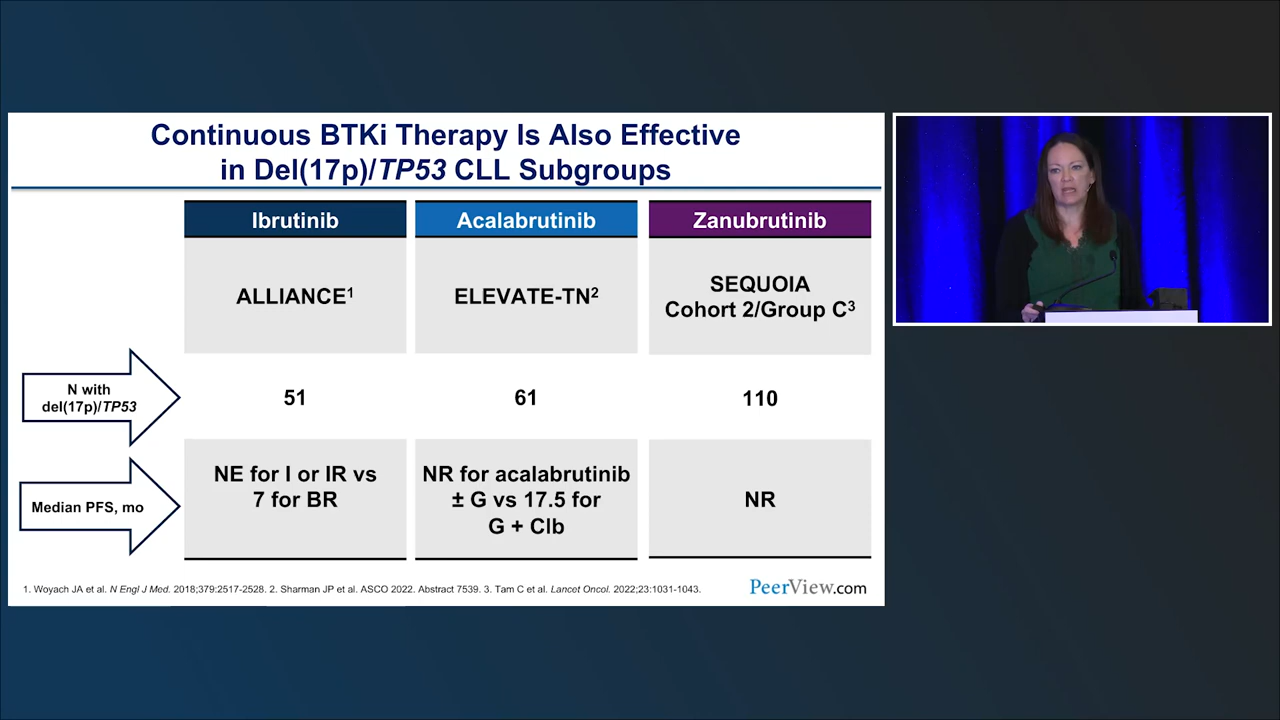 Continuous BTKi Therapy Is Also Effective
in Del(17p)/TP53 CLL Subgroups
Ibrutinib
Acalabrutinib
Zanubrutinib
ALLIANCE1
ELEVATE-TN2
SEQUOIA
Cohort 2/Group C3
N with
del(17p)/TP53
51
61
110
Median PFS, mo
NE for I or IR vs
7 for BR
NR for acalabrutinib
± G vs 17.5 for
G + Clb
NR
1. Woyach JA et al. N Engl J Med. 2018;379:2517-2528. 2. Sharman JP et al. ASCO 2022. Abstract 7539. 3. Tam C et al. Lancet Oncol. 2022;23:1031-1043.
PeerView.com